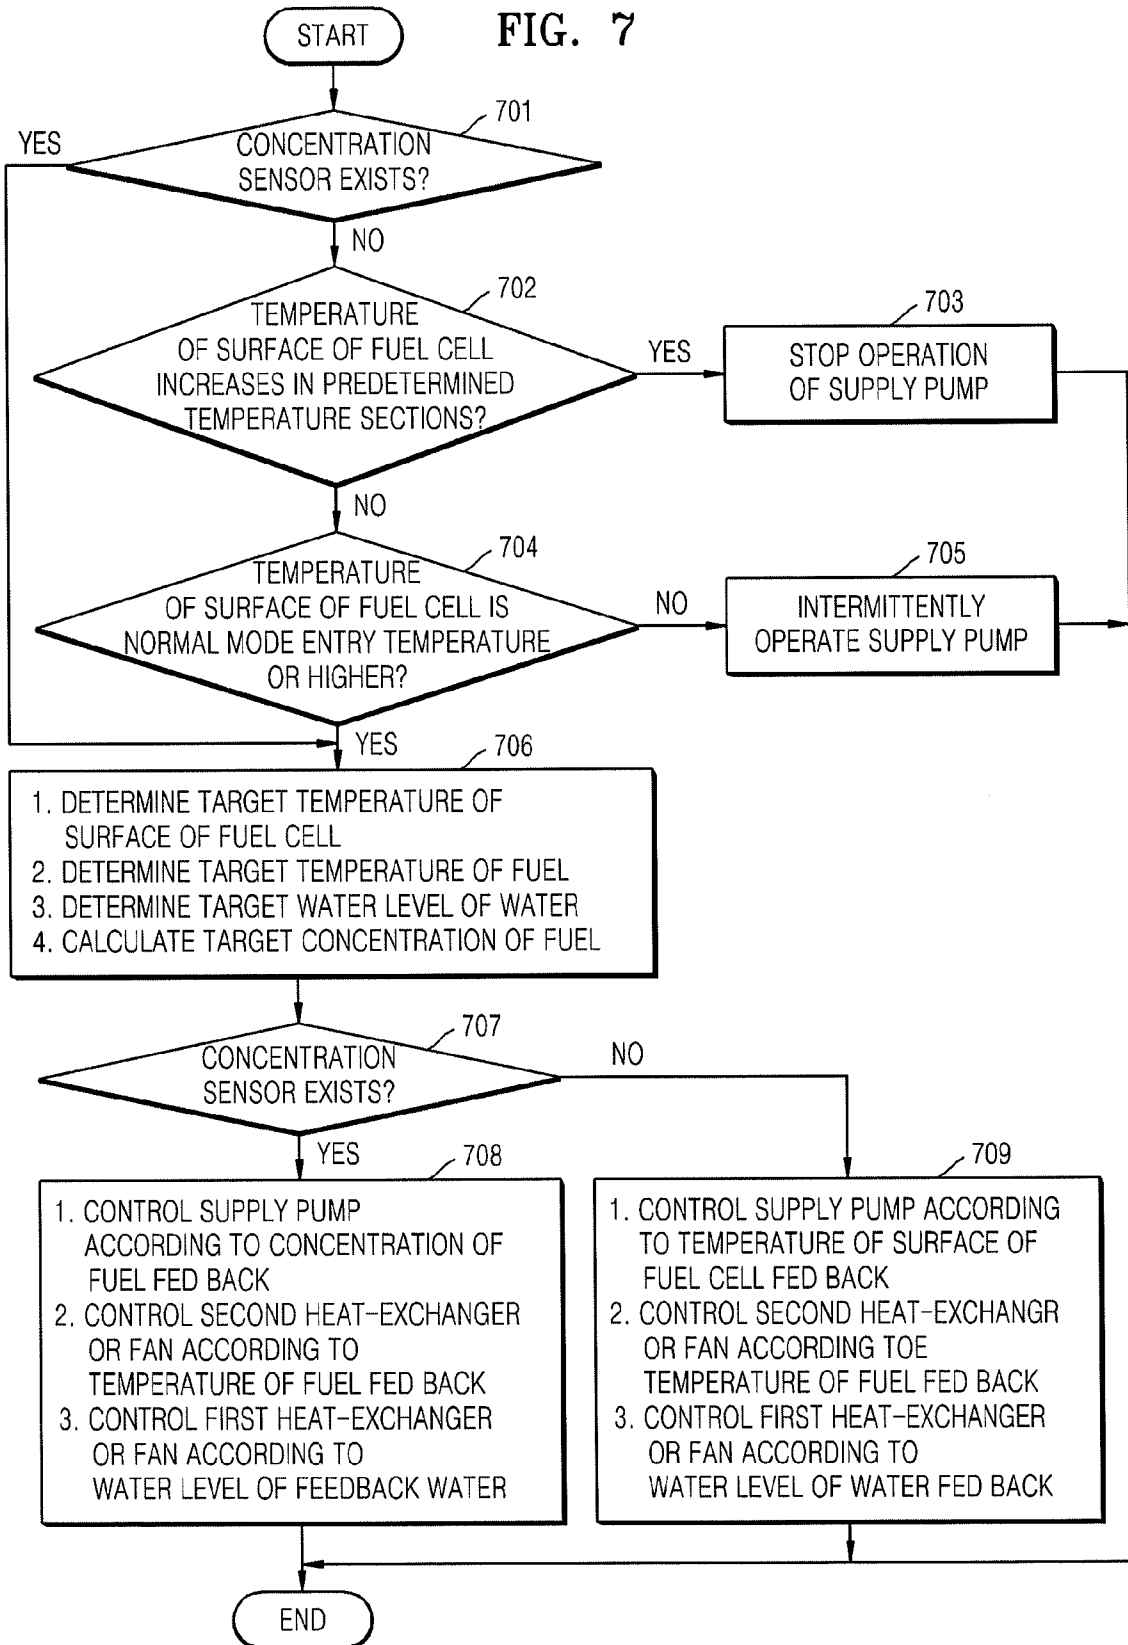 FIG. 7
START
701
YES
CONCENTRATION
SENSOR EXISTS?
NO
702
TEMPERATURE
OF SURFACE OF FUEL CELL
INCREASES IN PREDETERMINED
TEMPERATURE SECTIONS?
YES
703
STOP OPERATION
OF SUPPLY PUMP
NO
704
TEMPERATURE
OF SURFACE OF FUEL CELL IS
NORMAL MODE ENTRY TEMPERATURE
OR HIGHER?
NO
705
INTERMITTENTLY
OPERATE SUPPLY PUMP
YES
706
1. DETERMINE TARGET TEMPERATURE OF
SURFACE OF FUEL CELL
2. DETERMINE TARGET TEMPERATURE OF FUEL
3. DETERMINE TARGET WATER LEVEL OF WATER
4. CALCULATE TARGET CONCENTRATION OF FUEL
707
CONCENTRATION
SENSOR EXISTS?
NO
YES
708
1. CONTROL SUPPLY PUMP
ACCORDING TO CONCENTRATION OF
FUEL FED BACK
2. CONTROL SECOND HEAT-EXCHANGER
OR FAN ACCORDING TO
TEMPERATURE OF FUEL FED BACK
3. CONTROL FIRST HEAT-EXCHANGER
OR FAN ACCORDING TO
WATER LEVEL OF FEEDBACK WATER
709
1. CONTROL SUPPLY PUMP ACCORDING
TO TEMPERATURE OF SURFACE OF
FUEL CELL FED BACK
2. CONTROL SECOND HEAT-EXCHANGR
OR FAN ACCORDING TOE
TEMPERATURE OF FUEL FED BACK
3. CONTROL FIRST HEAT-EXCHANGER
OR FAN ACCORDING TO
WATER LEVEL OF WATER FED BACK
END